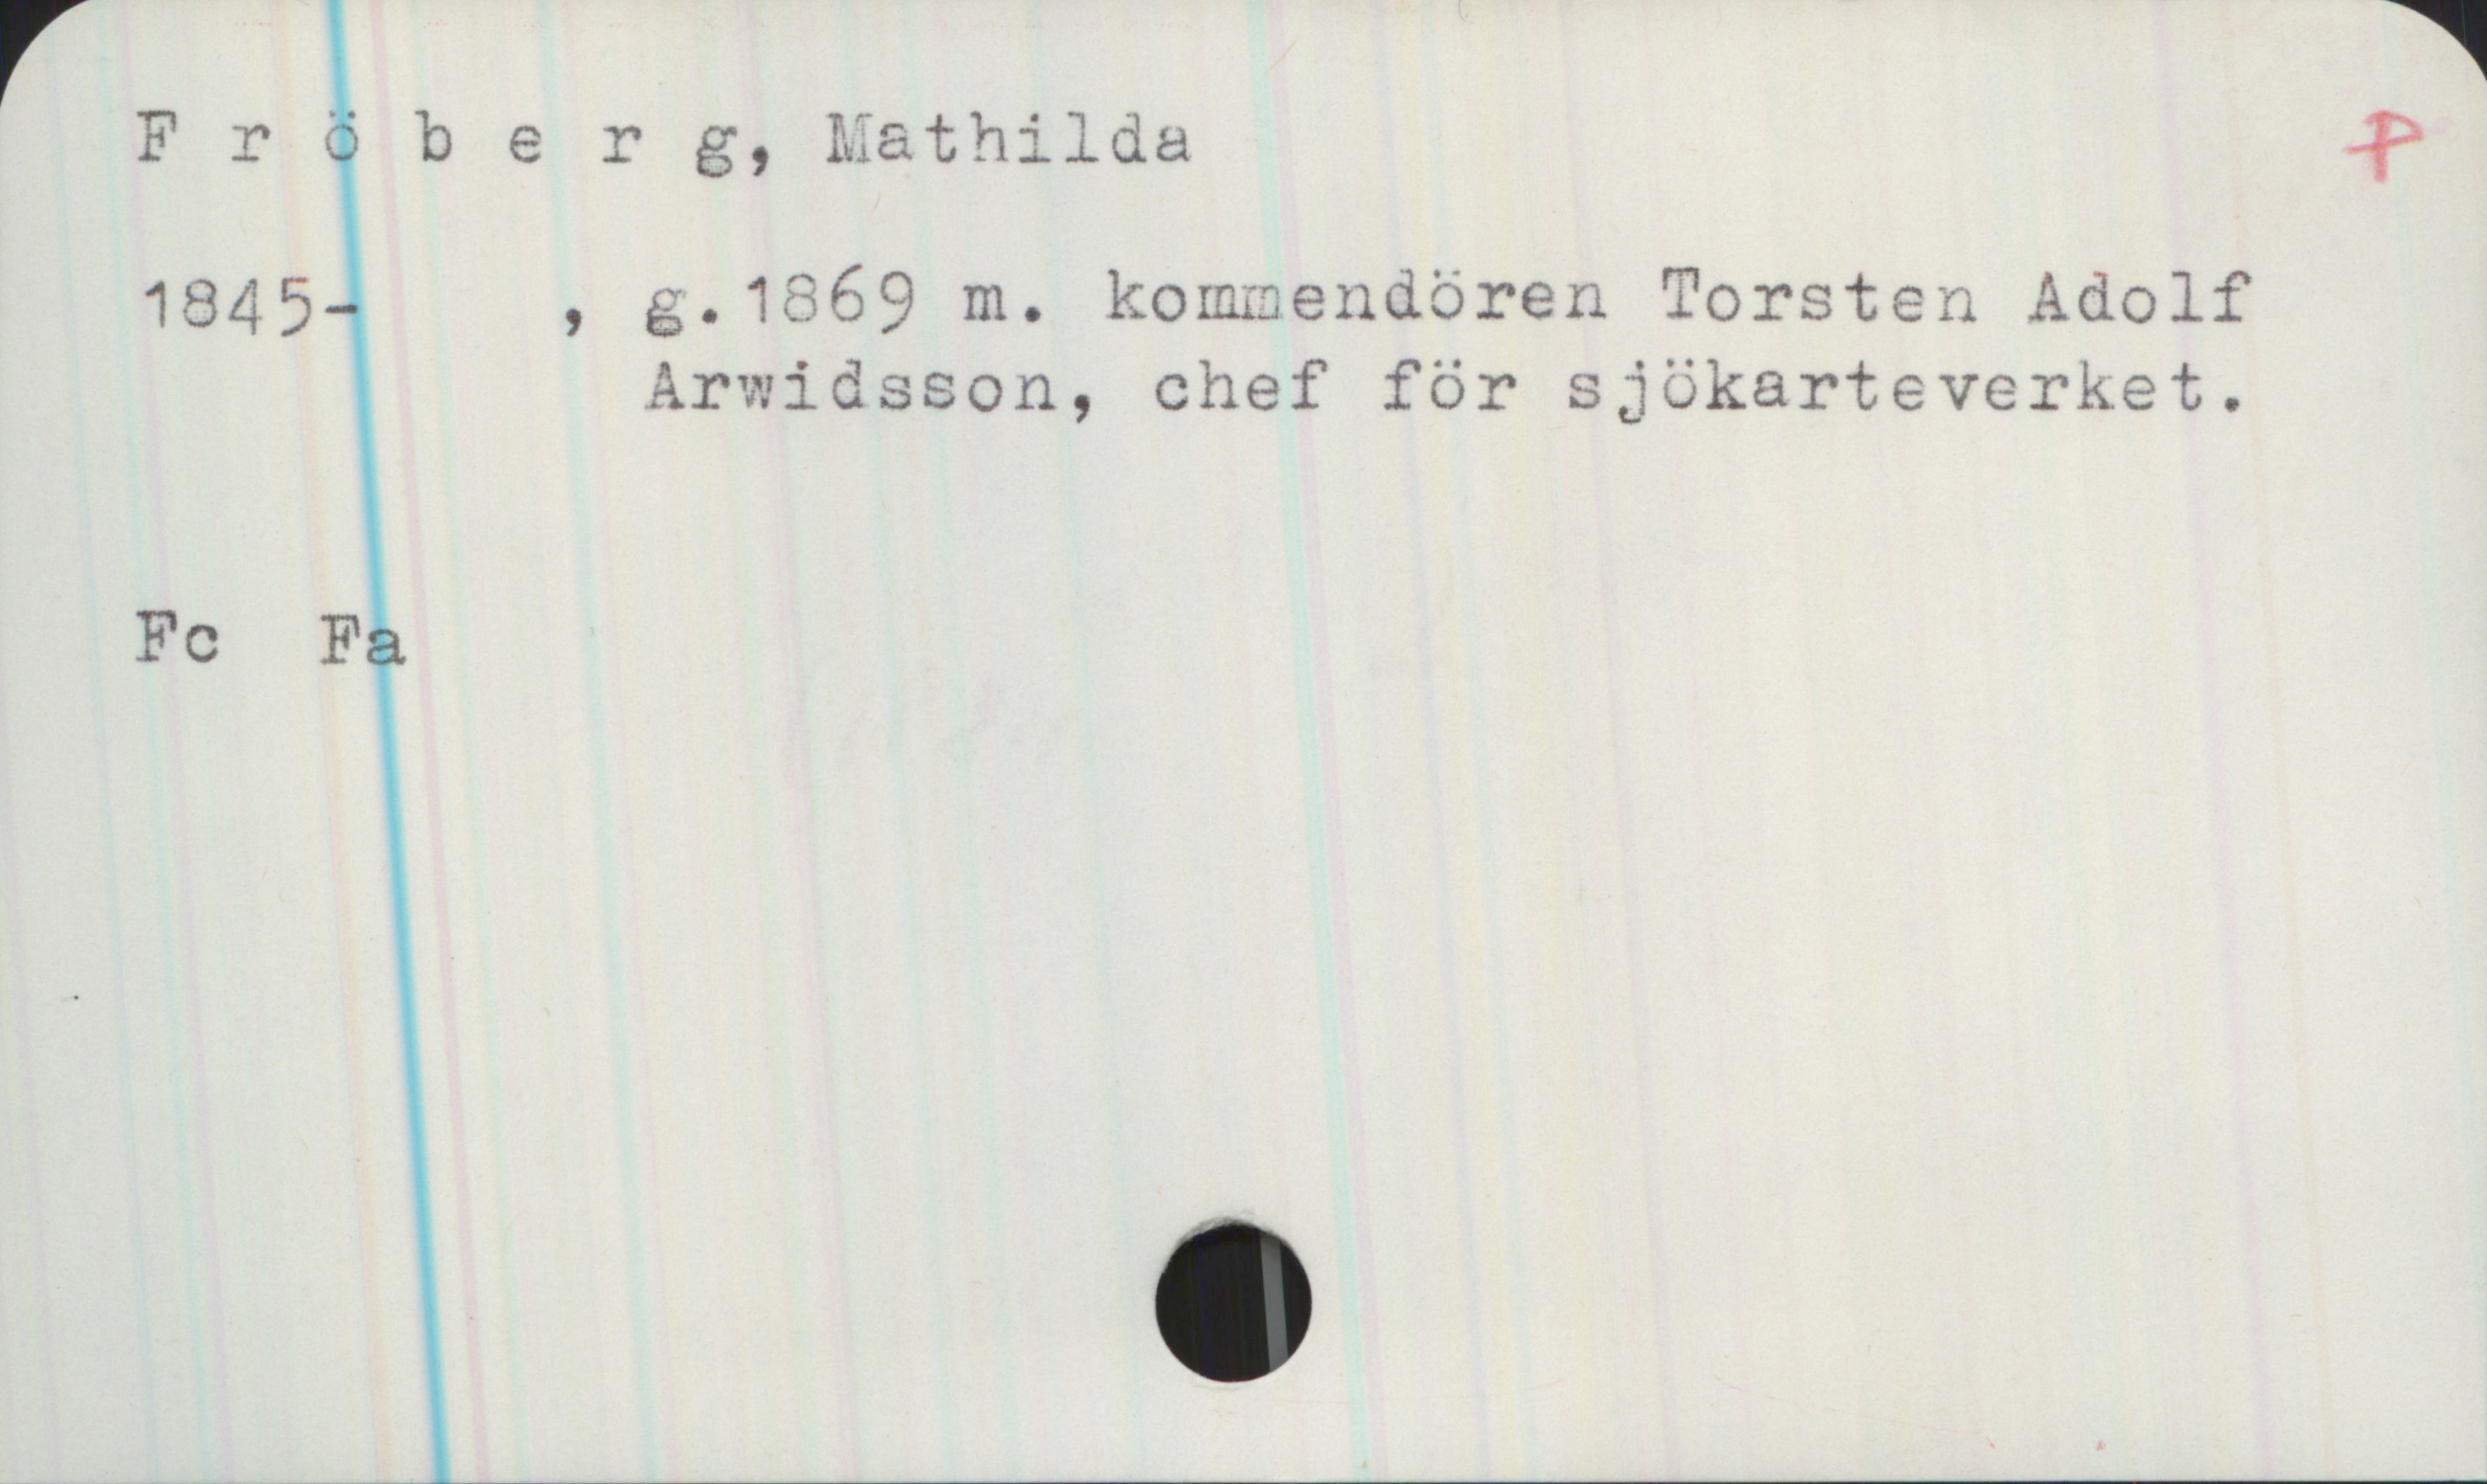 F r ö b e r g, Mathilda P
1845- , g.1869 m. kommendören Torsten Adolf
Arwidsson, chef för sjökarteverket.
Fc Fa